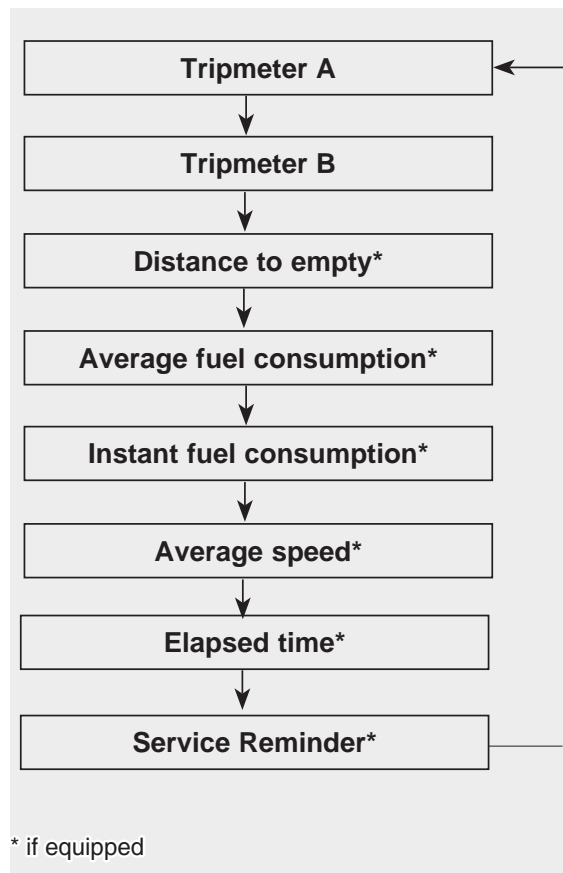 Tripmeter A
Tripmeter B
Distance to empty*
Average fuel consumption*
Instant fuel consumption*
Average speed*
Elapsed time*
Service Reminder*
* if equipped